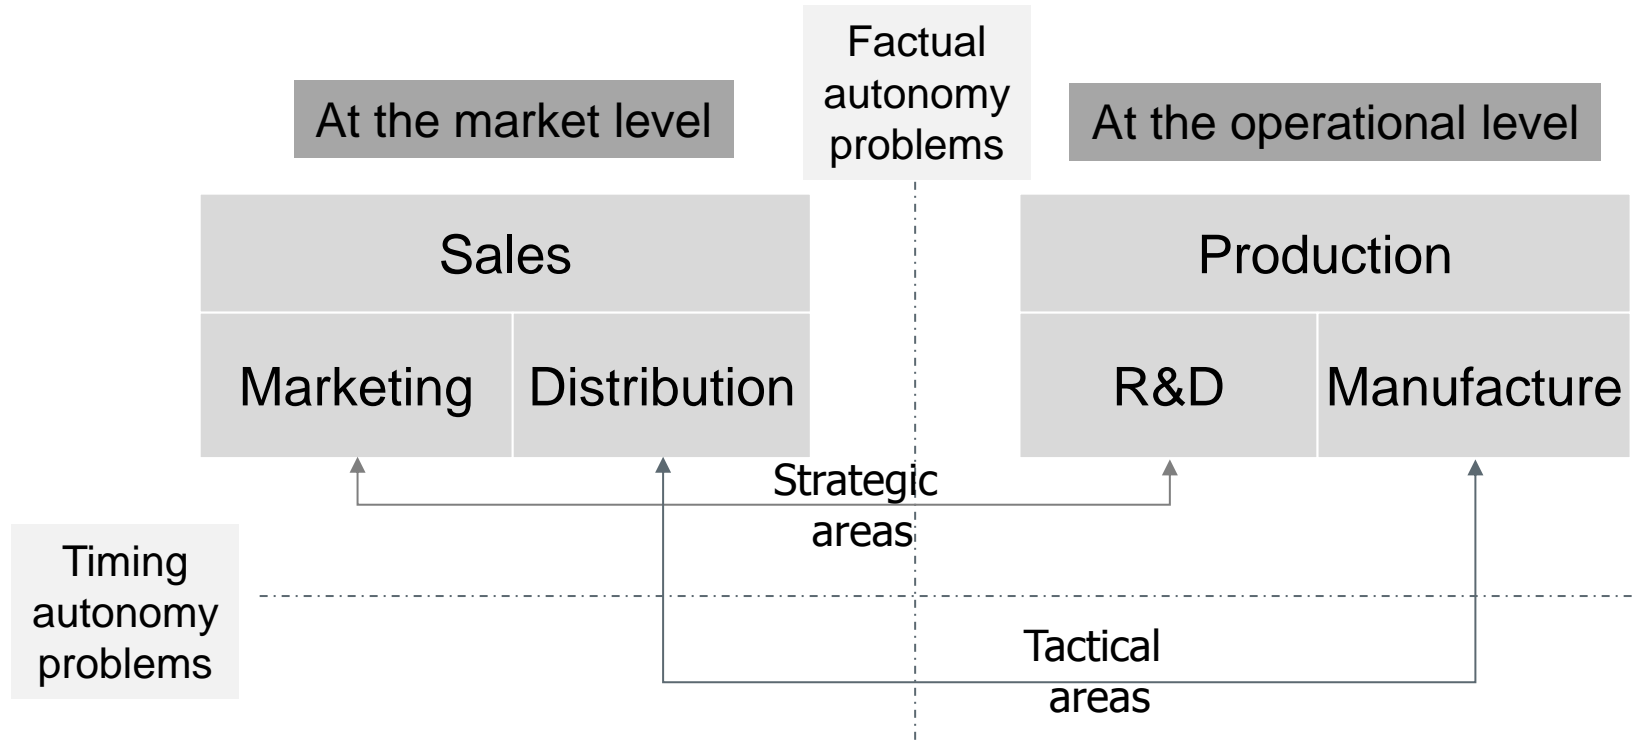 Factual
autonomy
problems
At the market level
At the operational level
Sales
Production
Marketing
Distribution
R&D
Manufacture
Strategic
areas
Timing
autonomy
problems
Tactical
areas